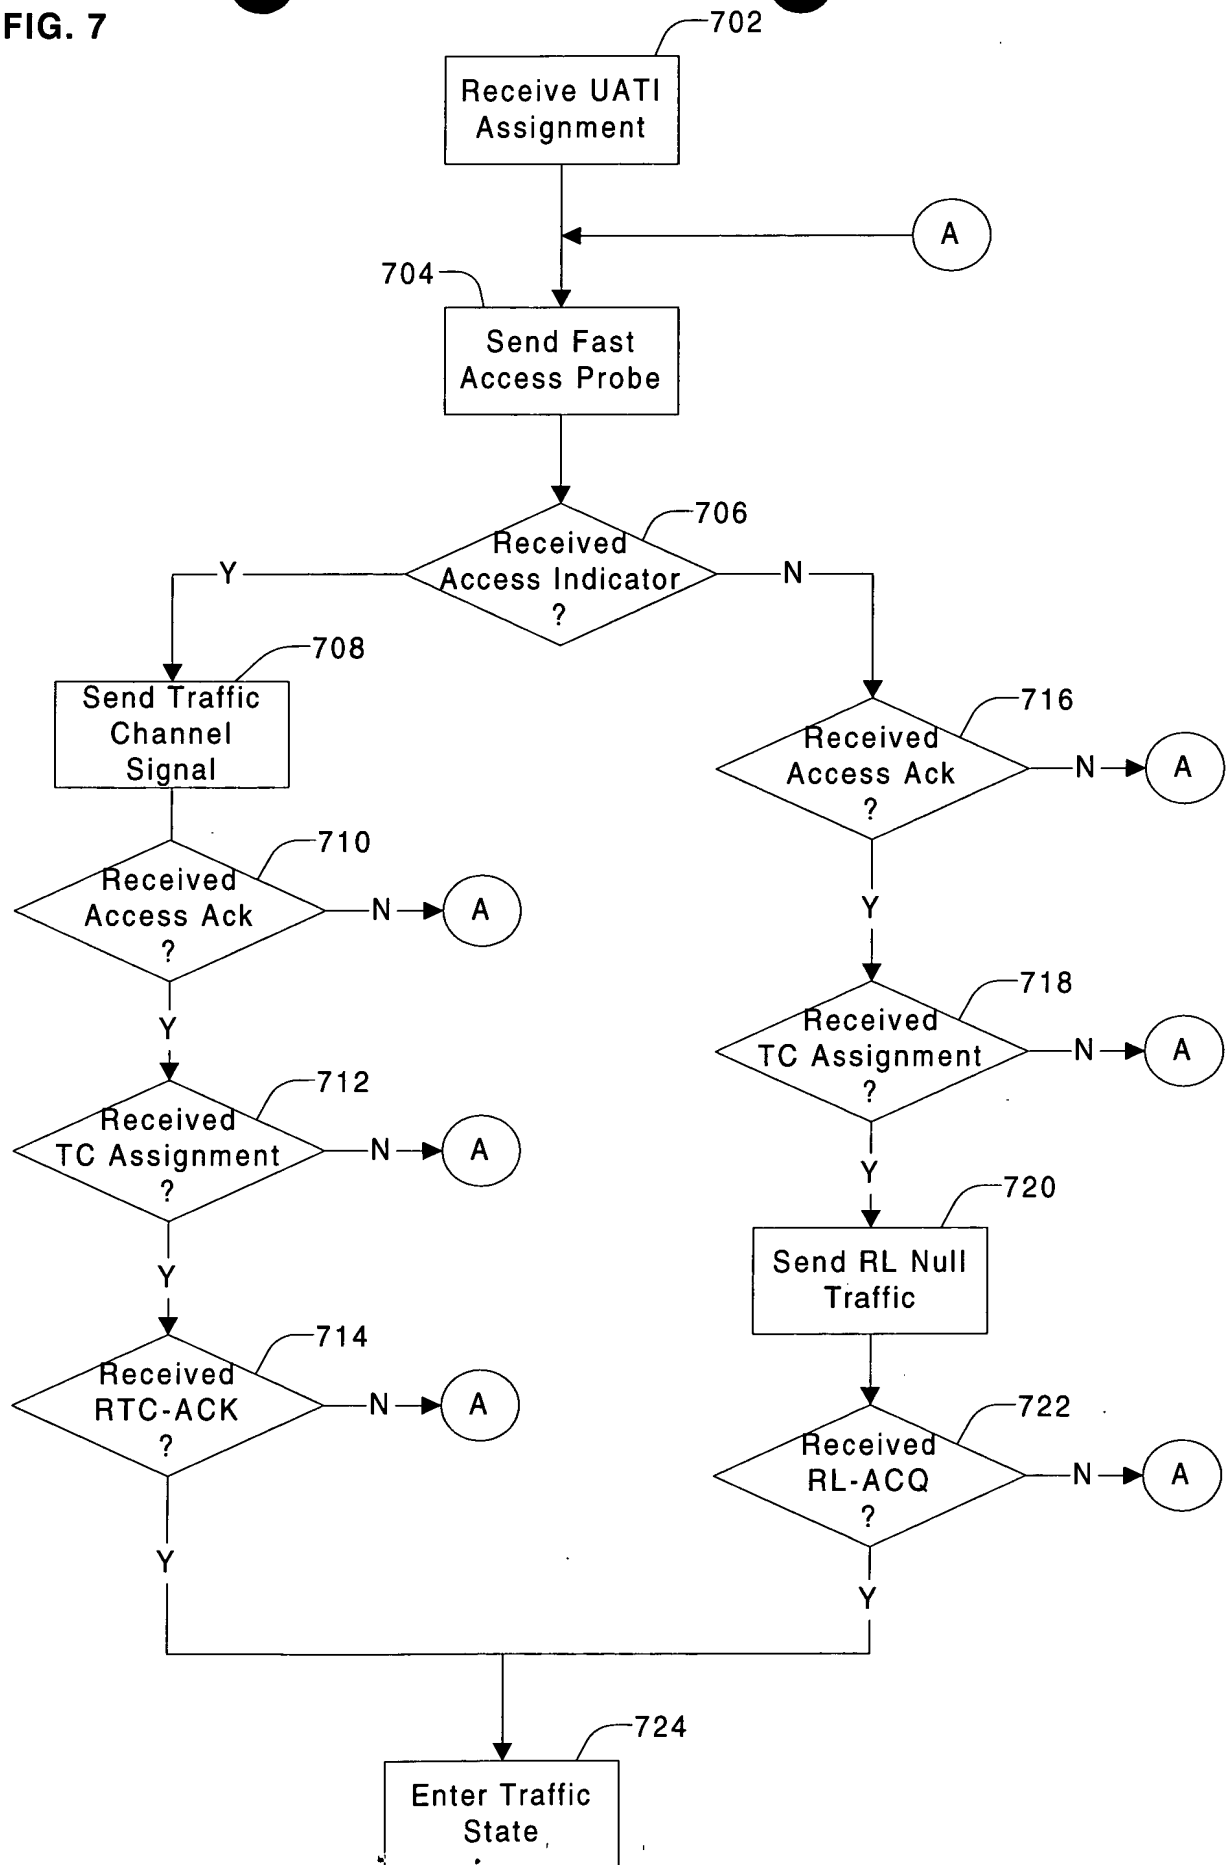 FIG. 7
702
Receive UATI
Assignment
A
704
Send Fast
Access Probe
706
Received
Access Indicator
?
Y
N
708
Send Traffic
Channel
Signal
716
Received
Access Ack
?
N
A
710
Received
Access Ack
?
N
A
Y
Y
718
Received
TC Assignment
?
N
A
712
Received
TC Assignment
?
N
A
Y
Y
720
Send RL Null
Traffic
714
Received
RTC-ACK
?
N
A
722
Received
RL-ACQ
?
N
A
Y
Y
724
Enter Traffic
State